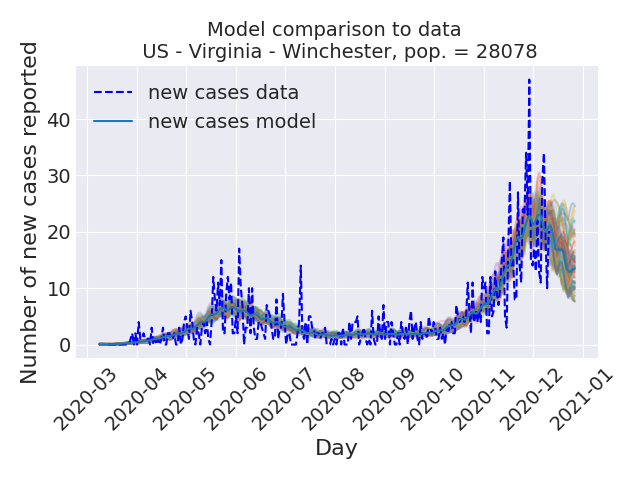 Model comparison to data
US - Virginia - Winchester, pop. = 28078
Number of new cases reported
new cases data
new cases model
40
30
20
10
0
2020-03
2020-04
2020-05
2020-06
2020-07
2020-08
2020-09
2020-10
2020-11
2020-12
2021-01
Day